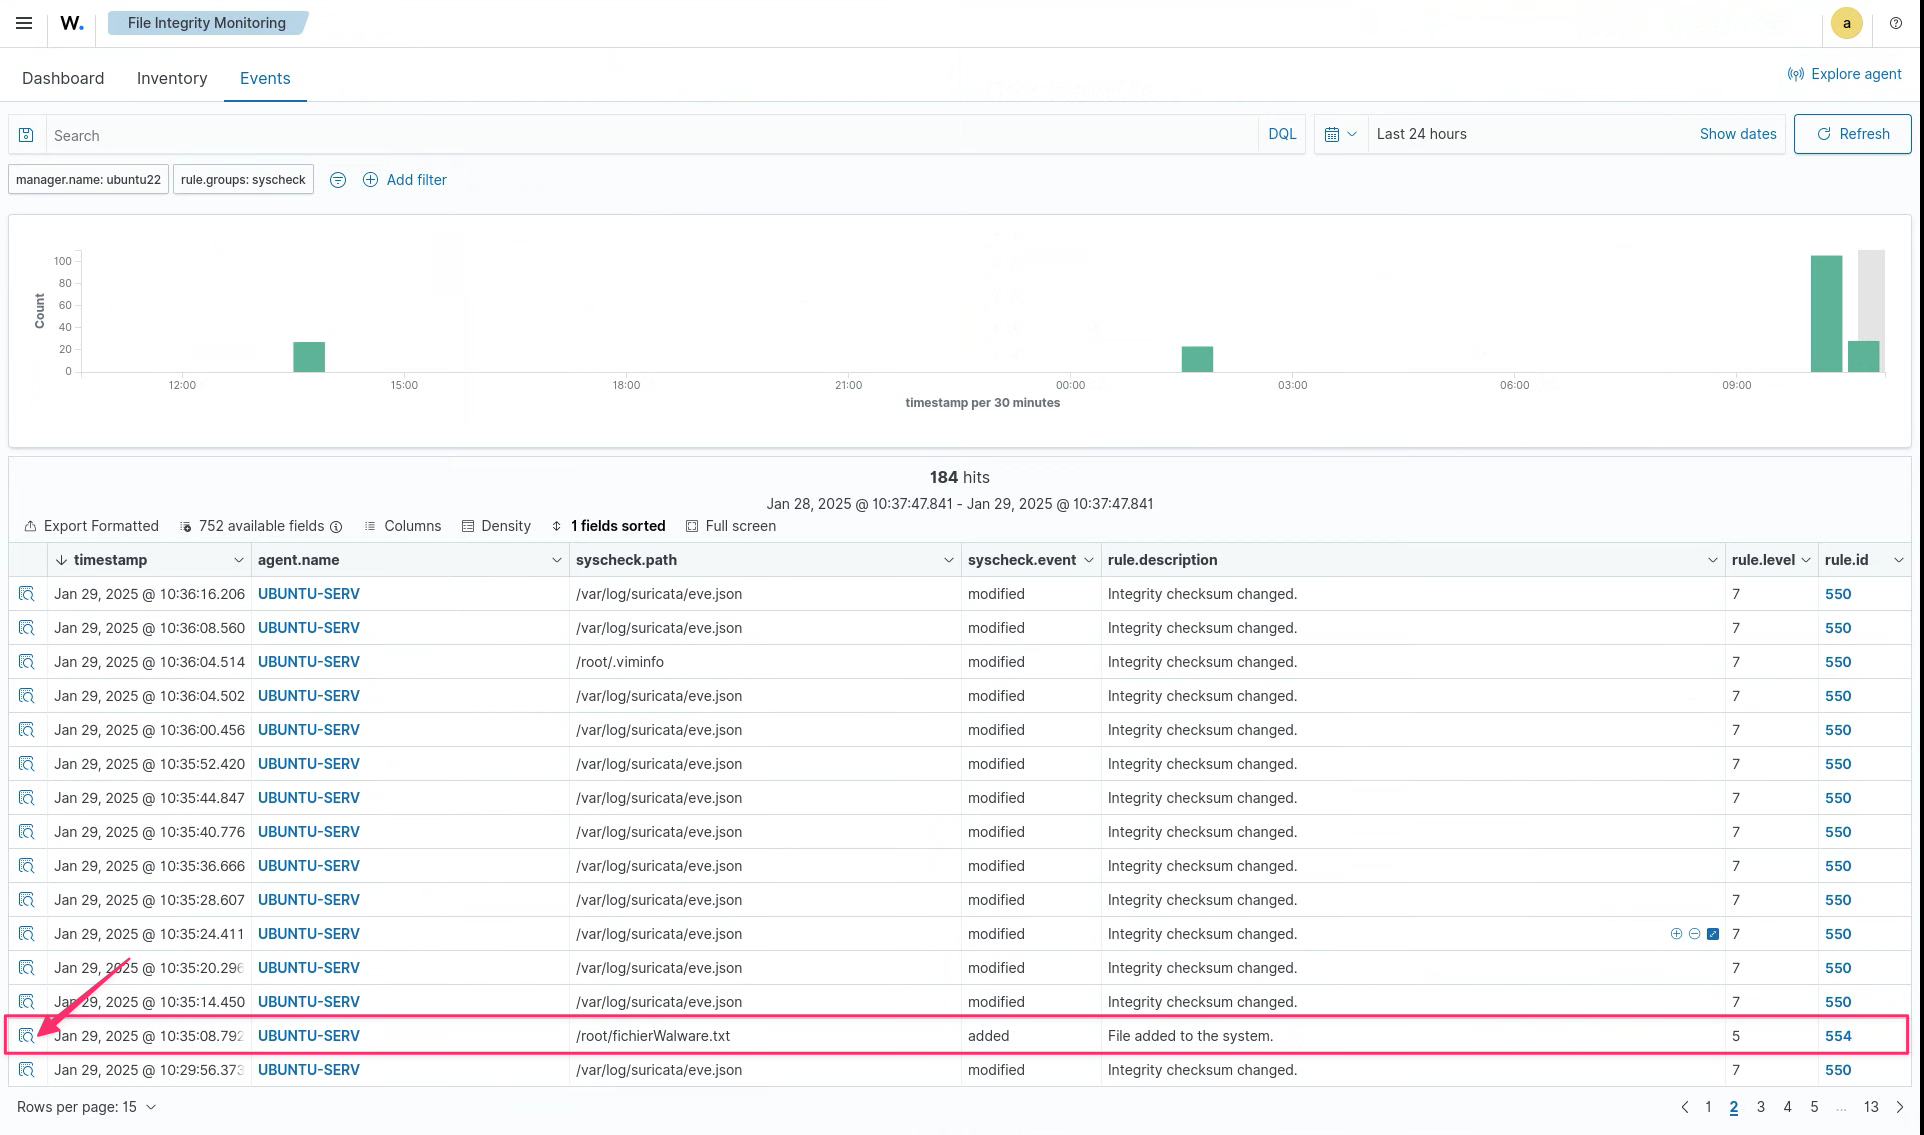 W. File Integrity Monitoring a
Dashboard Inventory Events Explore agent
Search DQL Last 24 hours Show dates Refresh
manager.name: ubuntu22 rule.groups: syscheck Add filter
100
80
60
40
20
0
Count
12:00 15:00 18:00 21:00 00:00 03:00 06:00 09:00
timestamp per 30 minutes
184 hits
Jan 28, 2025 @ 10:37:47.841 - Jan 29, 2025 @ 10:37:47.841
Export Formatted 752 available fields Columns Density 1 fields sorted Full screen
timestamp agent.name syscheck.path syscheck.event rule.description rule.level rule.id
Jan 29, 2025 @ 10:36:16.206 UBUNTU-SERV /var/log/suricata/eve.json modified Integrity checksum changed. 7 550
Jan 29, 2025 @ 10:36:08.560 UBUNTU-SERV /var/log/suricata/eve.json modified Integrity checksum changed. 7 550
Jan 29, 2025 @ 10:36:04.514 UBUNTU-SERV /root/.viminfo modified Integrity checksum changed. 7 550
Jan 29, 2025 @ 10:36:04.502 UBUNTU-SERV /var/log/suricata/eve.json modified Integrity checksum changed. 7 550
Jan 29, 2025 @ 10:36:00.456 UBUNTU-SERV /var/log/suricata/eve.json modified Integrity checksum changed. 7 550
Jan 29, 2025 @ 10:35:52.420 UBUNTU-SERV /var/log/suricata/eve.json modified Integrity checksum changed. 7 550
Jan 29, 2025 @ 10:35:44.847 UBUNTU-SERV /var/log/suricata/eve.json modified Integrity checksum changed. 7 550
Jan 29, 2025 @ 10:35:40.776 UBUNTU-SERV /var/log/suricata/eve.json modified Integrity checksum changed. 7 550
Jan 29, 2025 @ 10:35:36.666 UBUNTU-SERV /var/log/suricata/eve.json modified Integrity checksum changed. 7 550
Jan 29, 2025 @ 10:35:28.607 UBUNTU-SERV /var/log/suricata/eve.json modified Integrity checksum changed. 7 550
Jan 29, 2025 @ 10:35:24.411 UBUNTU-SERV /var/log/suricata/eve.json modified Integrity checksum changed. 7 550
Jan 29, 2025 @ 10:35:20.296 UBUNTU-SERV /var/log/suricata/eve.json modified Integrity checksum changed. 7 550
Jan 29, 2025 @ 10:35:14.450 UBUNTU-SERV /var/log/suricata/eve.json modified Integrity checksum changed. 7 550
Jan 29, 2025 @ 10:35:08.792 UBUNTU-SERV /root/fichierWalware.txt added File added to the system. 5 554
Jan 29, 2025 @ 10:29:56.373 UBUNTU-SERV /var/log/suricata/eve.json modified Integrity checksum changed. 7 550
Rows per page: 15 1 2 3 4 5 ... 13